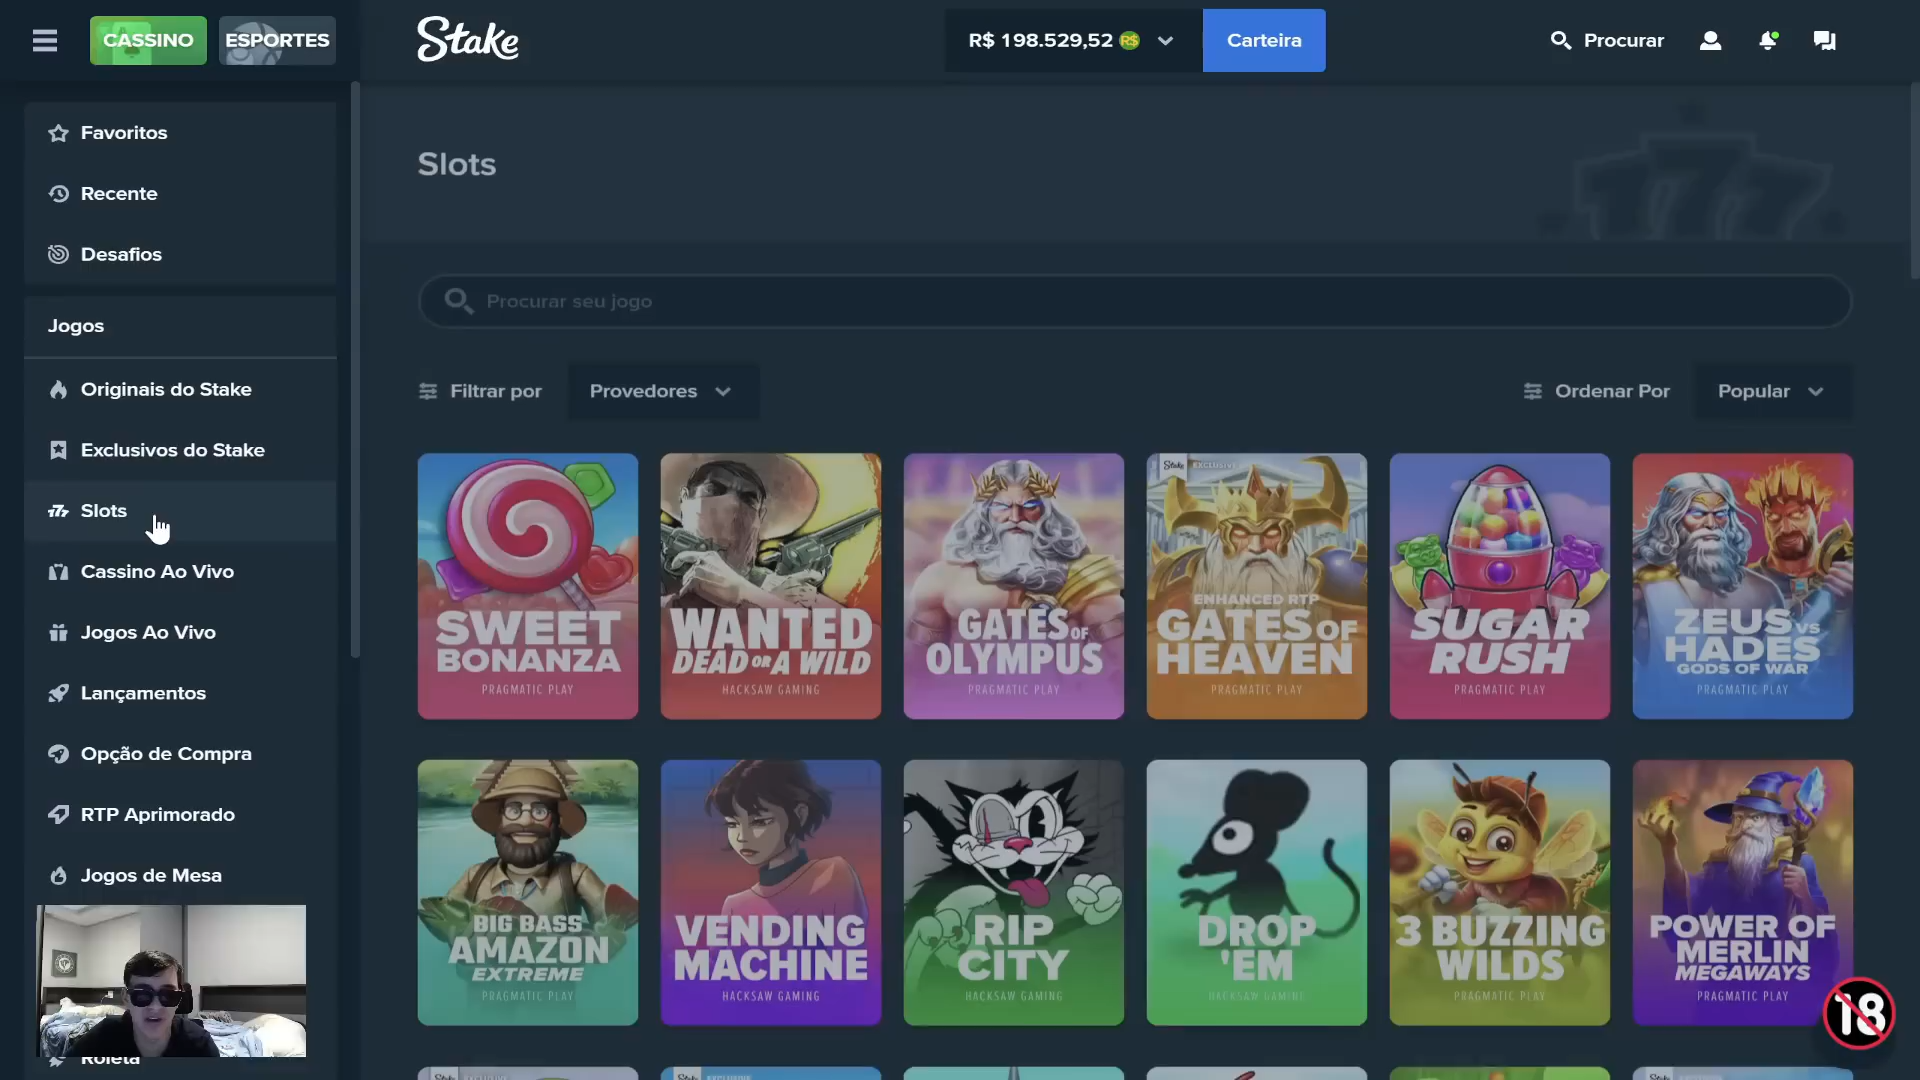 CASSINO
ESPORTES
Stake
R$ 198.529,52 R$
Carteira
Procurar
Favoritos
Recente
Desafios
Jogos
Originais do Stake
Exclusivos do Stake
Slots
Cassino Ao Vivo
Jogos Ao Vivo
Lançamentos
Opção de Compra
RTP Aprimorado
Jogos de Mesa
Roleta
Slots
777
Procurar seu jogo
Filtrar por
Provedores
Ordenar Por
Popular
SWEET
BONANZA
PRAGMATIC PLAY
WANTED
DEAD OR A WILD
HACKSAW GAMING
GATES OF
OLYMPUS
PRAGMATIC PLAY
Stake EXCLUSIVE
ENHANCED RTP
GATES OF
HEAVEN
PRAGMATIC PLAY
SUGAR
RUSH
PRAGMATIC PLAY
ZEUS VS
HADES
GODS OF WAR
PRAGMATIC PLAY
BIG BASS
AMAZON
EXTREME
PRAGMATIC PLAY
VENDING
MACHINE
HACKSAW GAMING
RIP
CITY
HACKSAW GAMING
DROP
'EM
HACKSAW GAMING
3 BUZZING
WILDS
PRAGMATIC PLAY
POWER OF
MERLIN
MEGAWAYS
PRAGMATIC PLAY
18